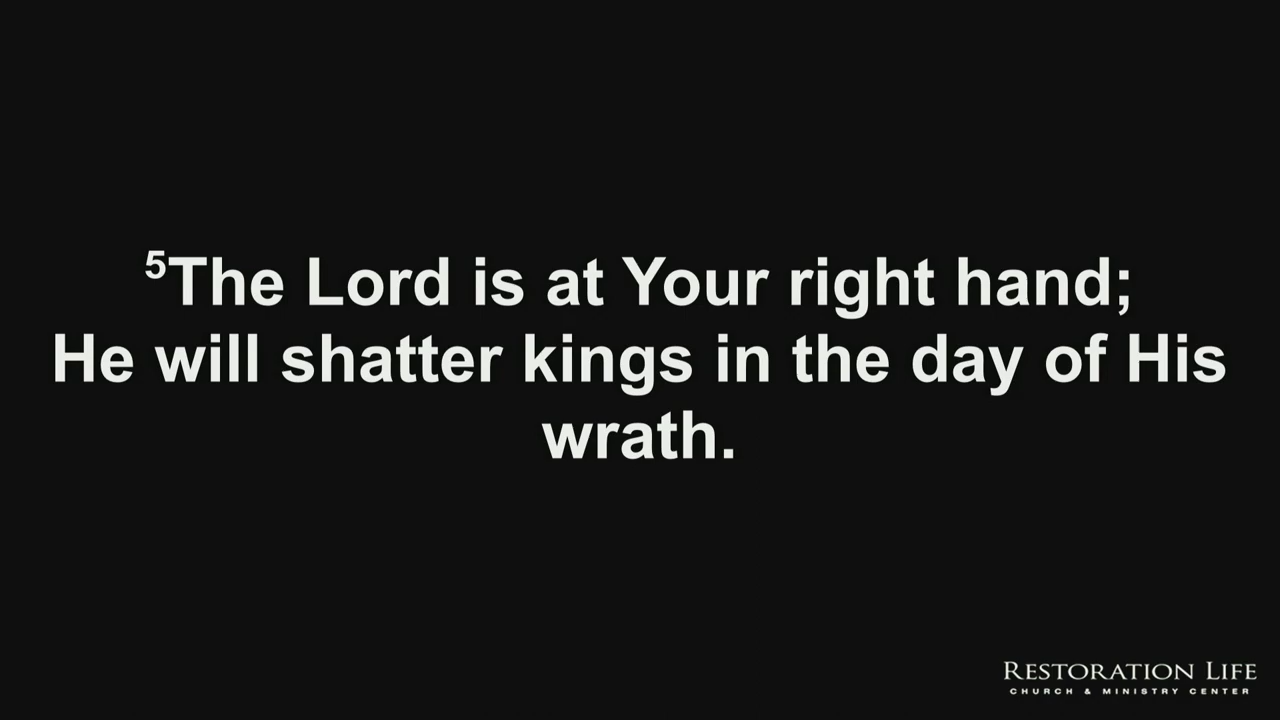 ⁵The Lord is at Your right hand;
He will shatter kings in the day of His
wrath.
RESTORATION LIFE
CHURCH & MINISTRY CENTER